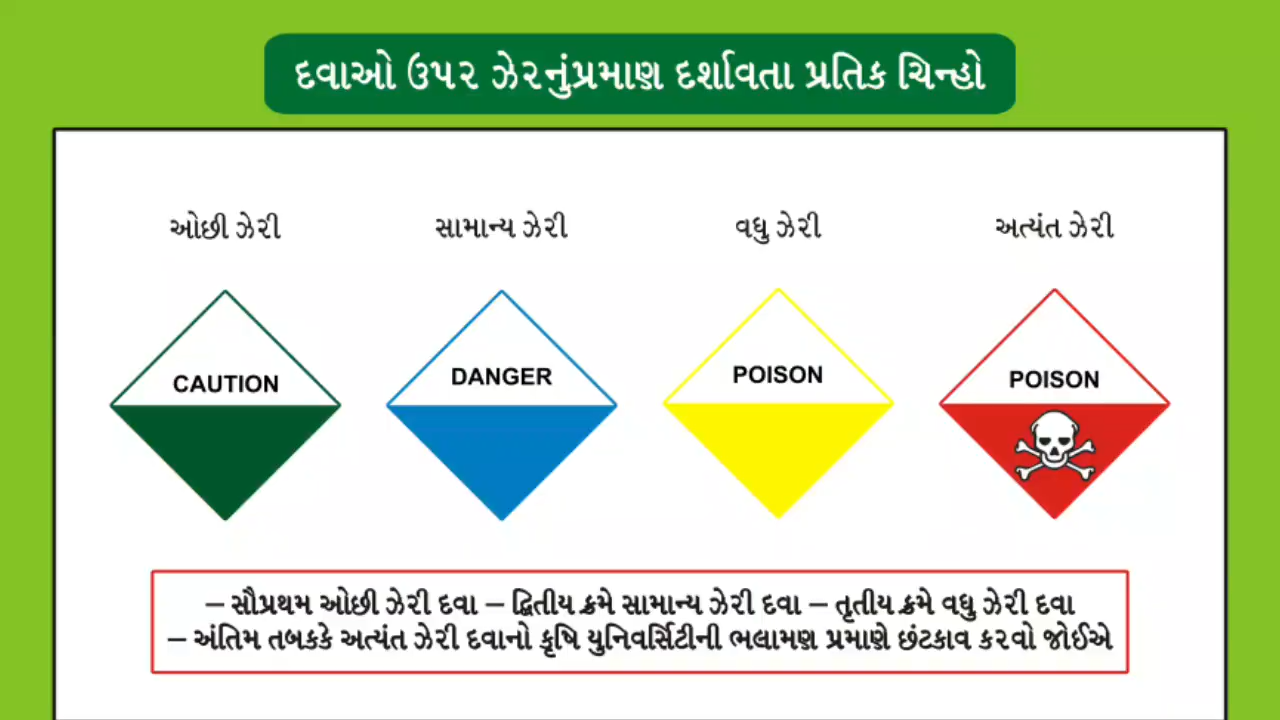 દવાઓ ઉપર ઝેરનુંપ્રમાણ દર્શાવતા પ્રતિક ચિન્હો
ઓછી ઝેરી સામાન્ય ઝેરી વધુ ઝેરી અત્યંત ઝેરી
CAUTION DANGER POISON POISON
– સૌપ્રથમ ઓછી ઝેરી દવા – દ્વિતીય ક્રમે સામાન્ય ઝેરી દવા – તૃતીય ક્રમે વધુ ઝેરી દવા
– અંતિમ તબકકે અત્યંત ઝેરી દવાનો કૃષિ યુનિવર્સિટીની ભલામણ પ્રમાણે છંટકાવ કરવો જોઈએ